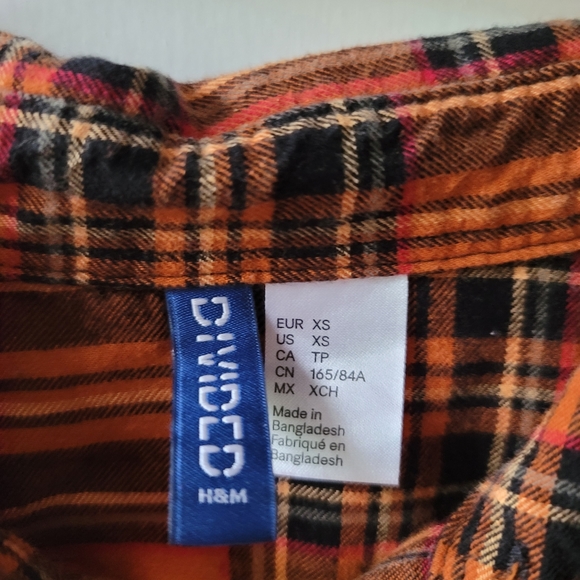 DIVIDED
H&M
EUR XS
US XS
CA TP
CN 165/84A
MX XCH
Made in
Bangladesh
Fabriqué en
Bangladesh